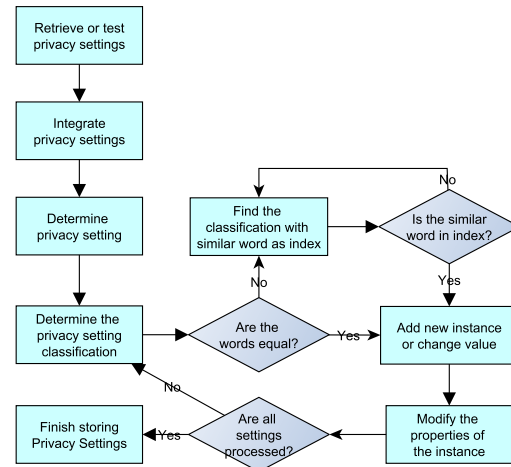 Retrieve or test
privacy settings
Integrate
privacy settings
Determine
privacy setting
Determine the
privacy setting
classification
Are the
words equal?
No
Yes
Find the
classification with
similar word as index
Is the similar
word in index?
No
Yes
Add new instance
or change value
Modify the
properties of
the instance
Are all
settings
processed?
No
Yes
Finish storing
Privacy Settings